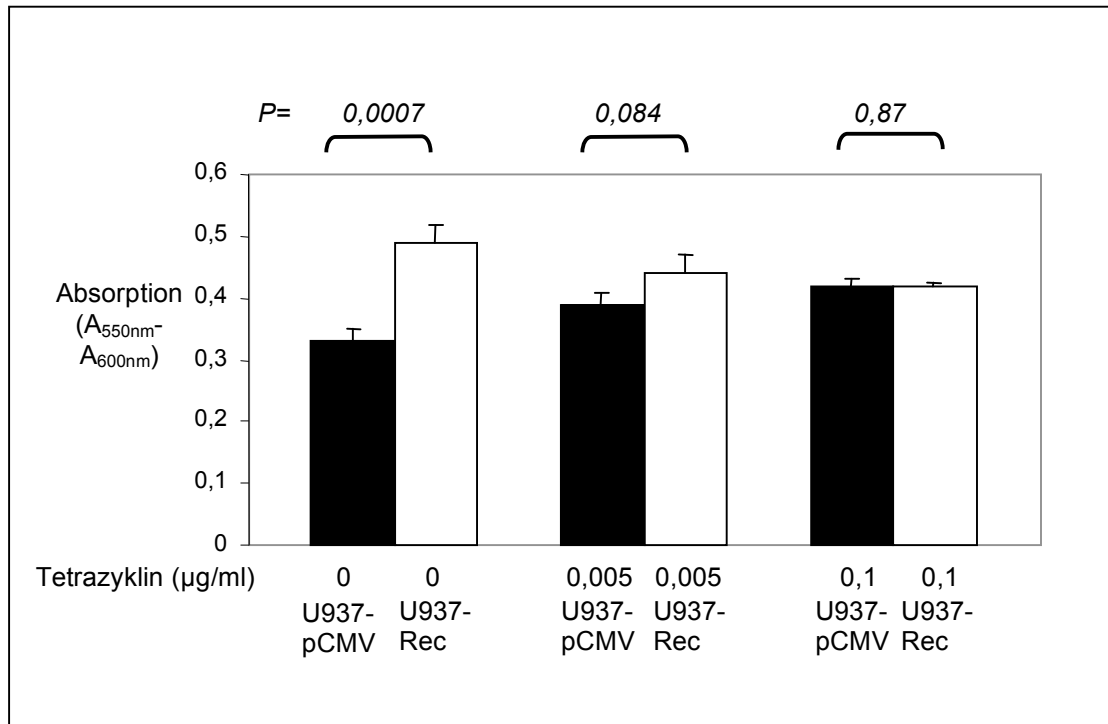 P= 0,0007 0,084 0,87
0,6
0,5
0,4
0,3
0,2
0,1
0
Absorption
(A550nm-
A600nm)
Tetrazyklin (µg/ml) 0 0 0,005 0,005 0,1 0,1
U937- U937- U937- U937- U937- U937-
pCMV Rec pCMV Rec pCMV Rec